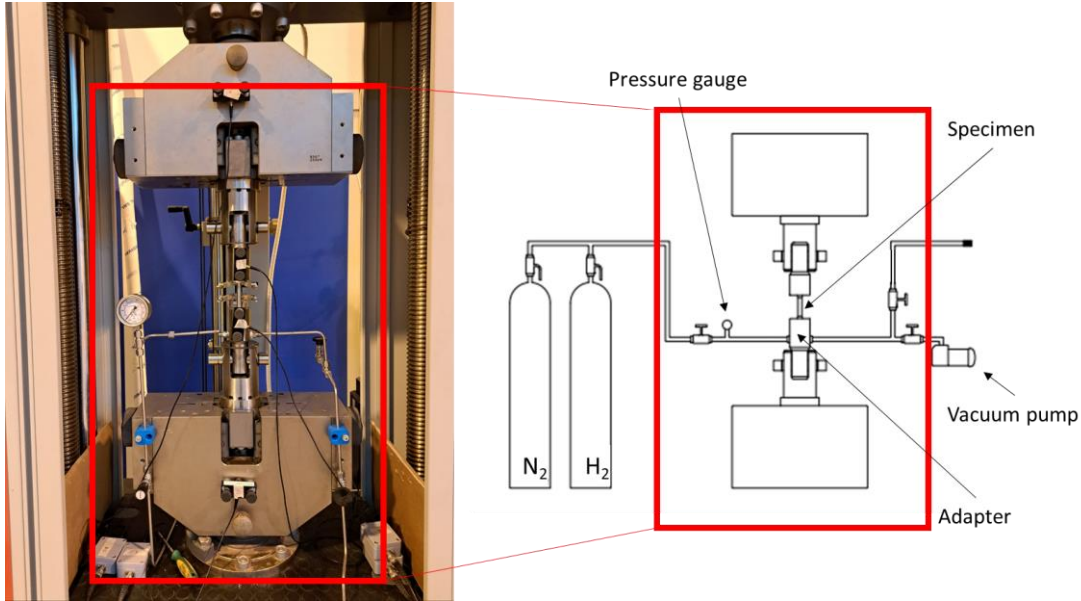 Pressure gauge
Specimen
N₂
H₂
Vacuum pump
Adapter